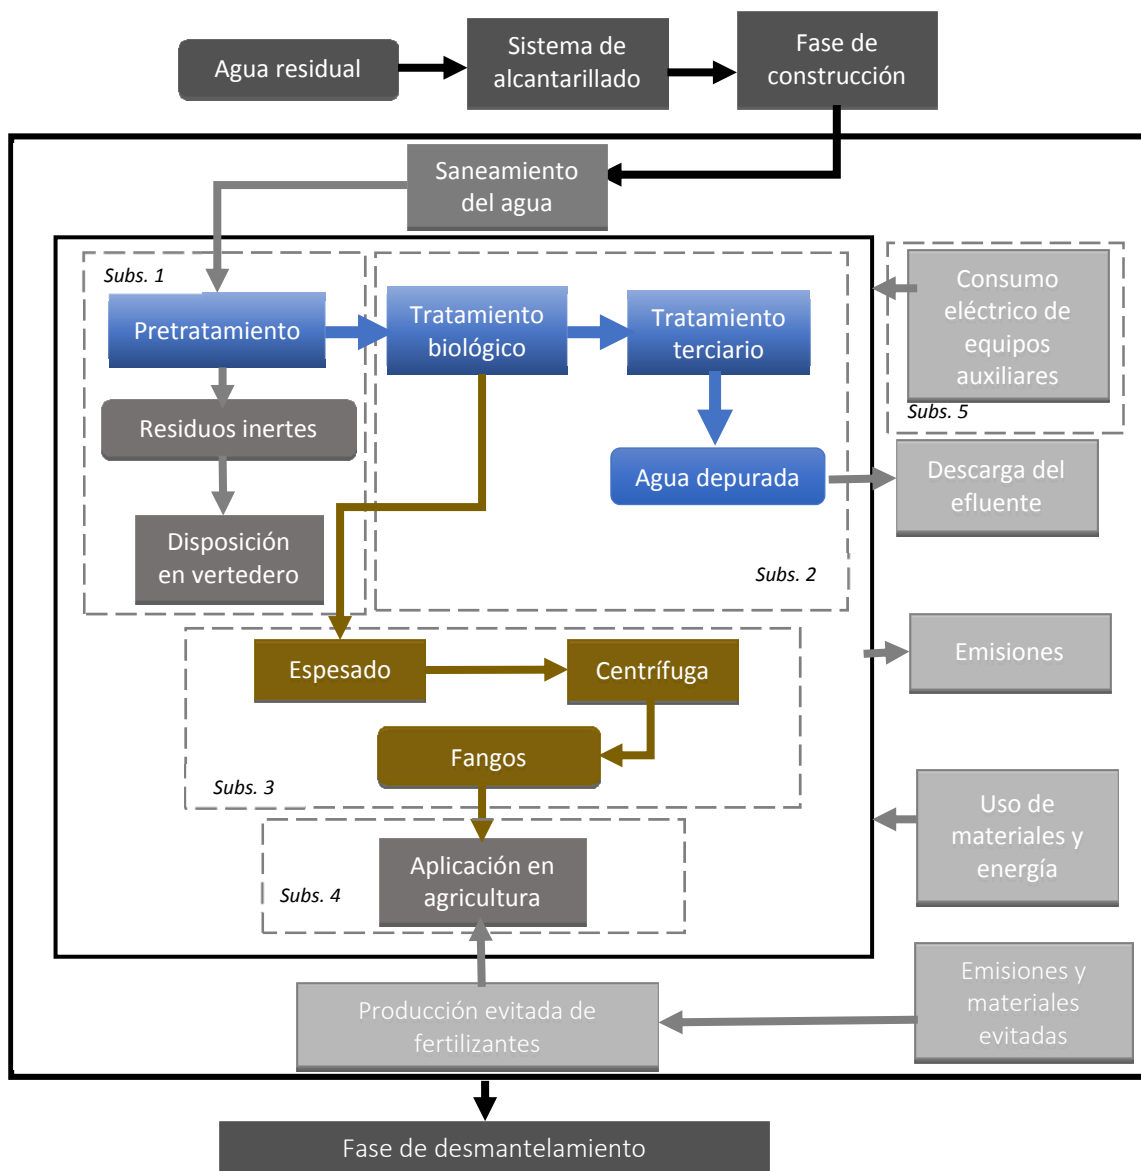 Agua residual
Sistema de
alcantarillado
Fase de
construcción
Saneamiento
del agua
Subs. 1
Pretratamiento
Residuos inertes
Disposición
en vertedero
Tratamiento
biológico
Tratamiento
terciario
Agua depurada
Subs. 2
Consumo
eléctrico de
equipos
auxiliares
Subs. 5
Descarga del
efluente
Espesado
Centrífuga
Fangos
Subs. 3
Emisiones
Aplicación en
agricultura
Subs. 4
Uso de
materiales y
energía
Producción evitada de
fertilizantes
Emisiones y
materiales
evitadas
Fase de desmantelamiento